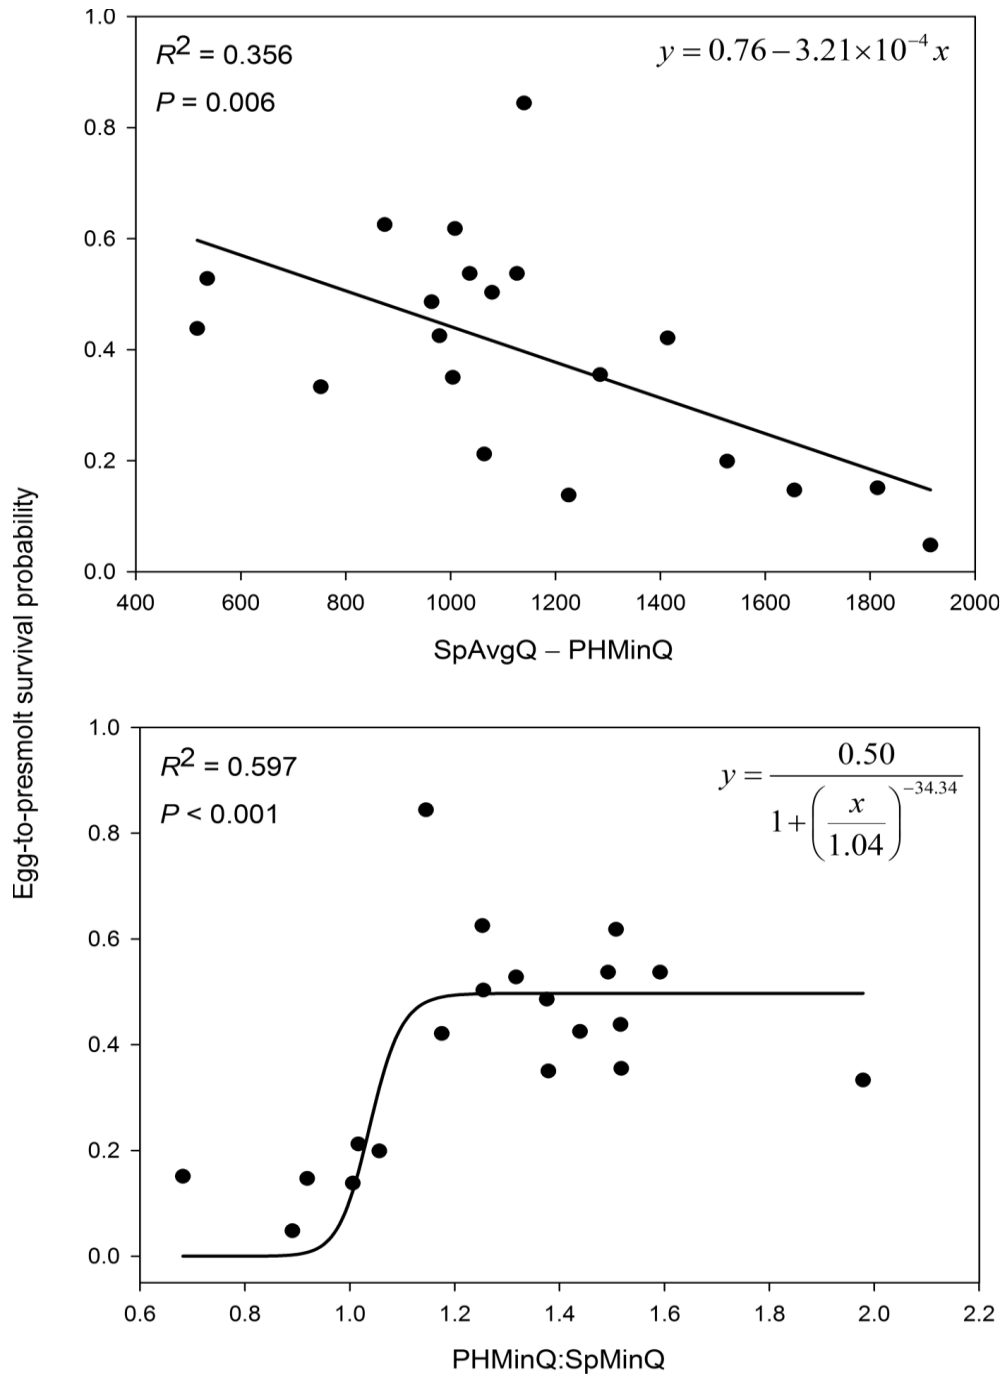 R² = 0.356
P = 0.006
y = 0.76 – 3.21×10⁻⁴ x
1.0
0.8
0.6
0.4
0.2
0.0
400 600 800 1000 1200 1400 1600 1800 2000
SpAvgQ – PHMinQ
Egg-to-presmolt survival probability
R² = 0.597
P < 0.001
y = 0.50 / (1 + (x / 1.04)^–34.34)
1.0
0.8
0.6
0.4
0.2
0.0
0.6 0.8 1.0 1.2 1.4 1.6 1.8 2.0 2.2
PHMinQ:SpMinQ